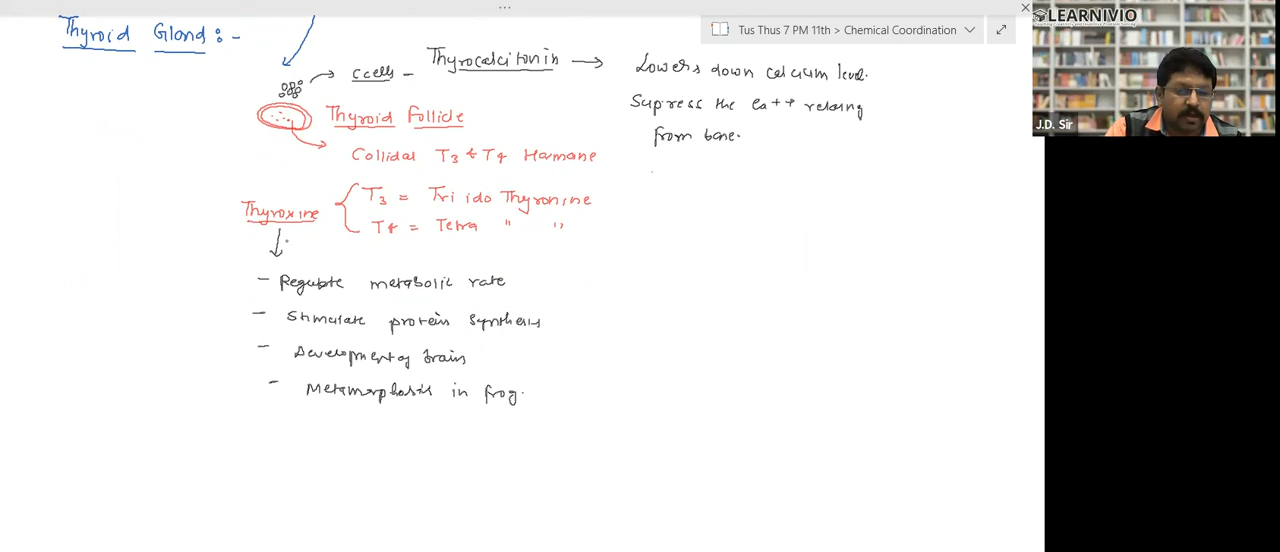 Thyroid Gland :-
Tus Thus 7 PM 11th > Chemical Coordination
LEARNIVIO
J.D. Sir
C cells - Thyrocalcitonin → Lowers down calcium level.
Supress the Ca++ relasing
from bone.
Thyroid Follicle
Collidal T3 & T4 Harmone
Thyroxine
T3 = Tri ido Thyronine
T4 = Tetra " "
- Regulate metabolic rate
- Stimulate protein synthesis
- Development of brain
- Metamorphosis in frog.